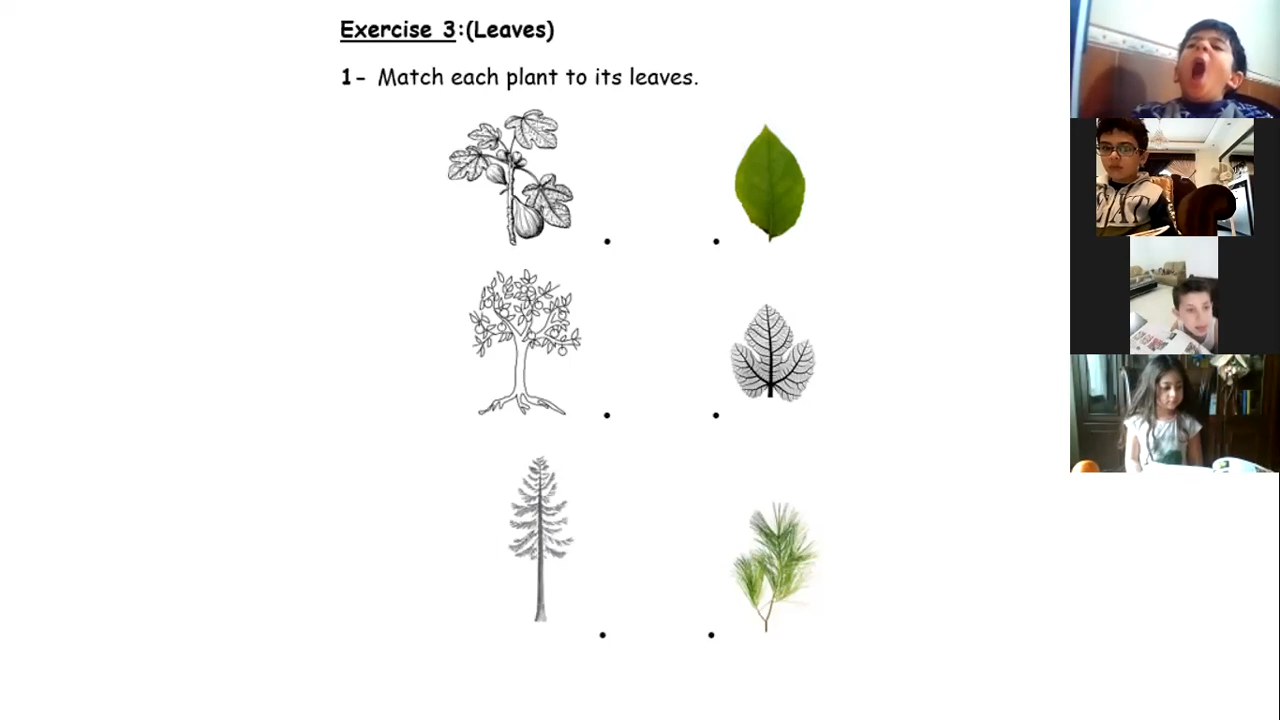 Exercise 3:(Leaves)
1- Match each plant to its leaves.